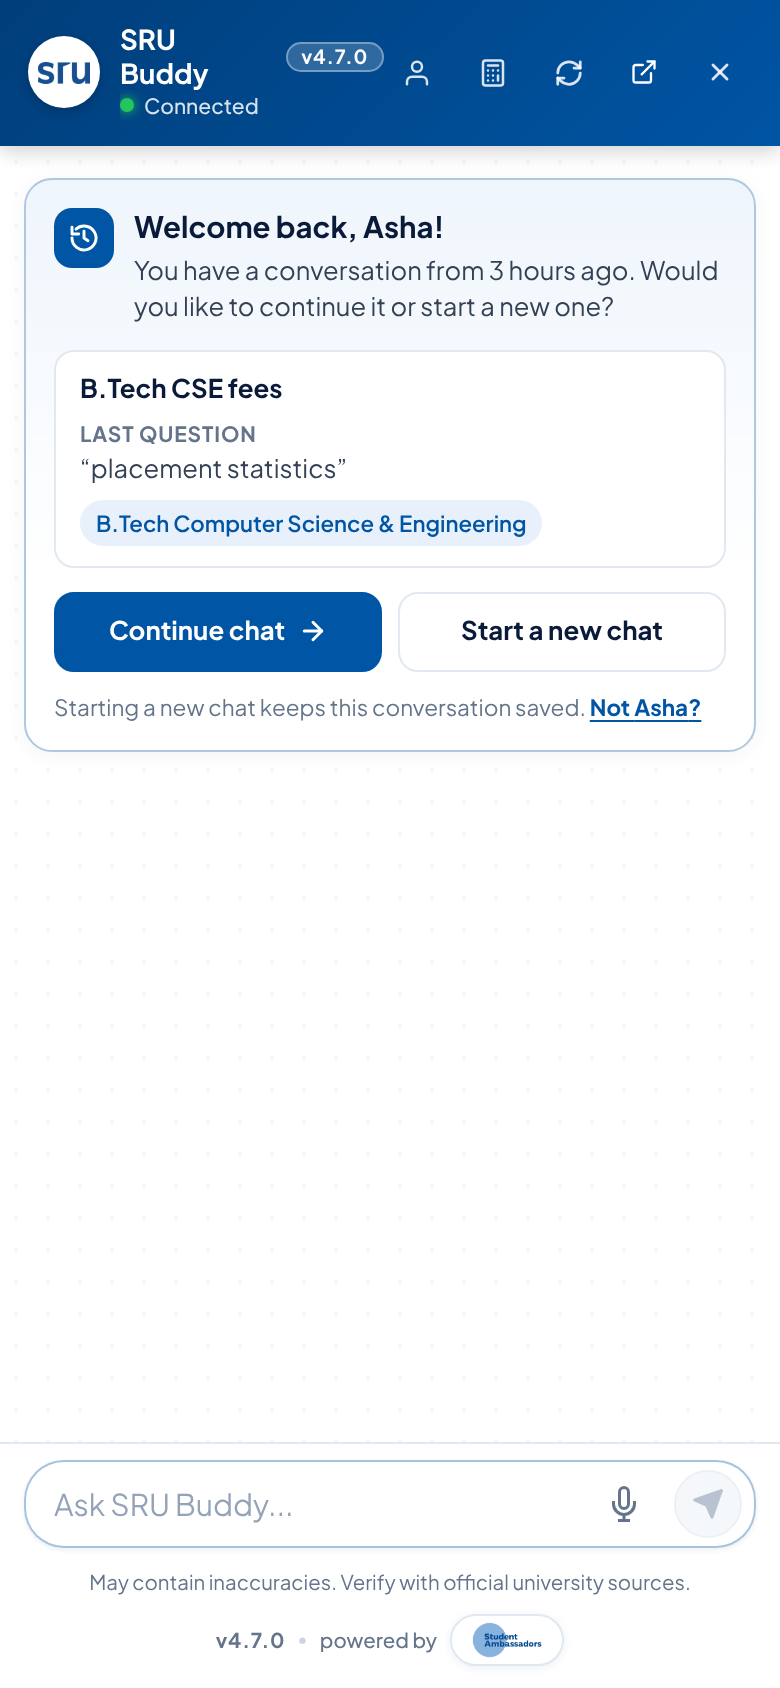 sru
SRU
Buddy
v4.7.0
Connected
Welcome back, Asha!
You have a conversation from 3 hours ago. Would
you like to continue it or start a new one?
B.Tech CSE fees
LAST QUESTION
“placement statistics”
B.Tech Computer Science & Engineering
Continue chat →
Start a new chat
Starting a new chat keeps this conversation saved. Not Asha?
Ask SRU Buddy...
May contain inaccuracies. Verify with official university sources.
v4.7.0 • powered by
Student
Ambassadors